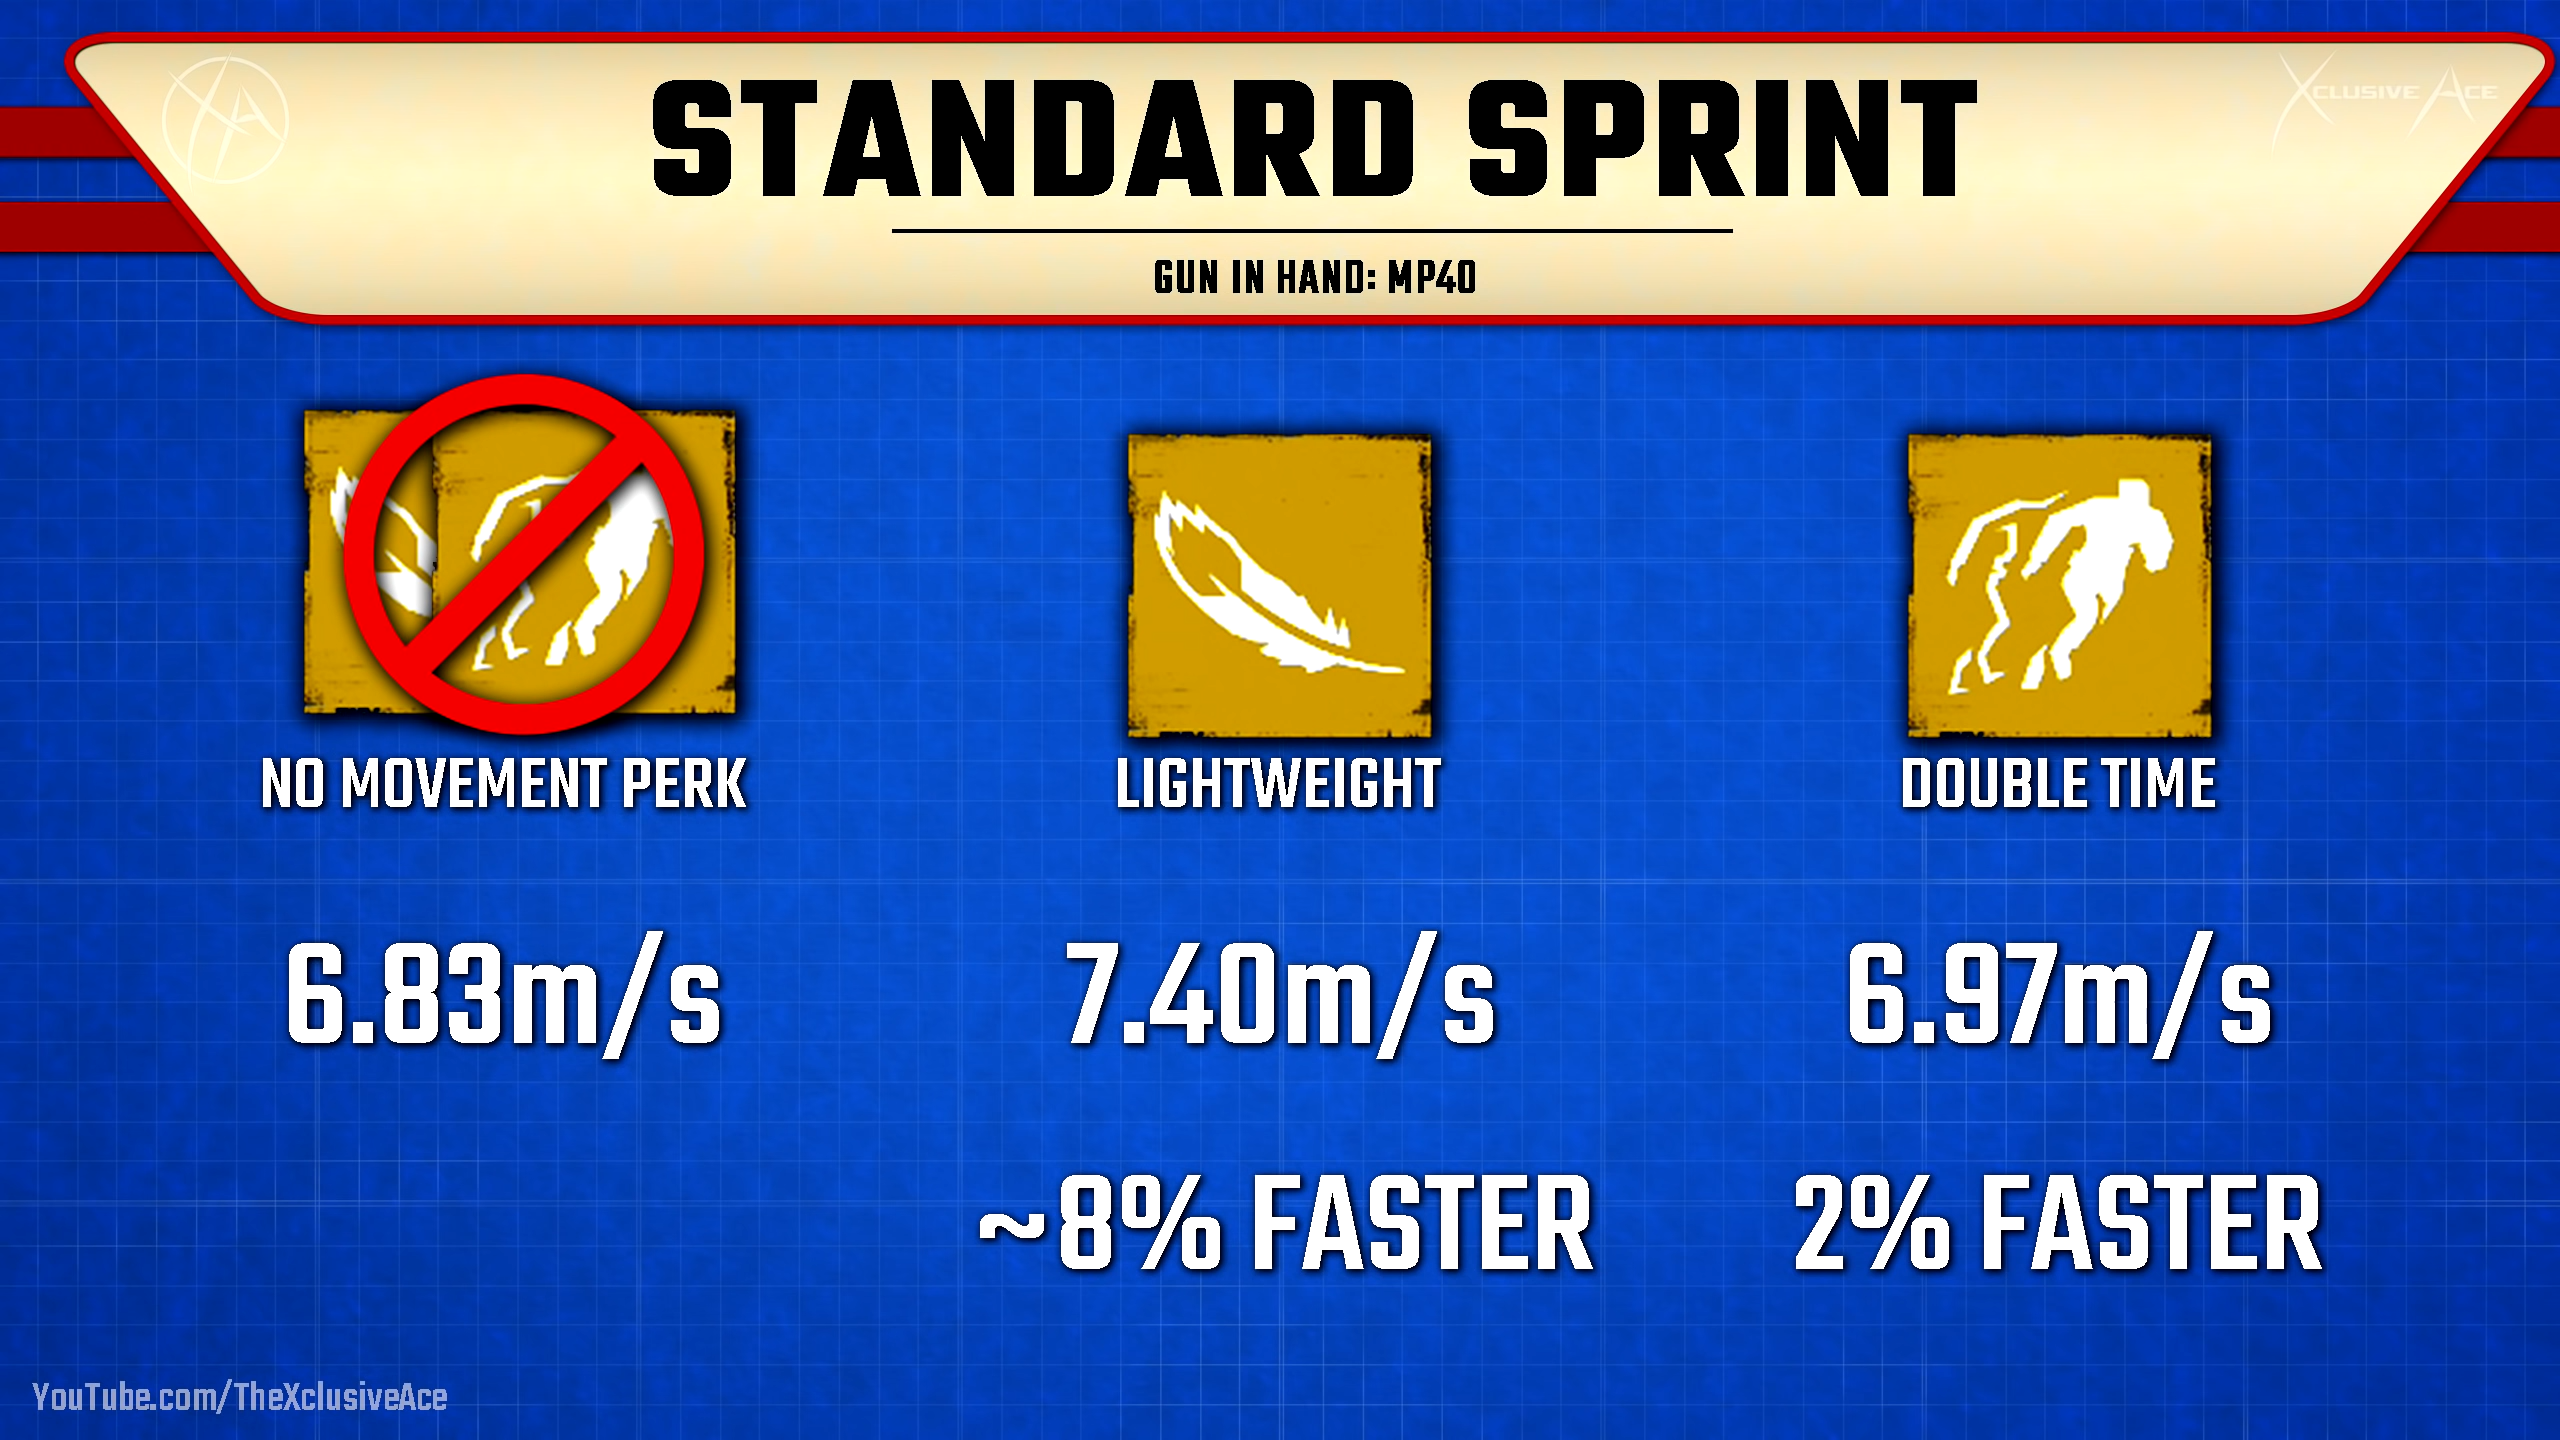 XCLUSIVE ACE
STANDARD SPRINT
GUN IN HAND: MP40
NO MOVEMENT PERK
LIGHTWEIGHT
DOUBLE TIME
6.83m/s
7.40m/s
6.97m/s
~8% FASTER
2% FASTER
YouTube.com/TheXclusiveAce